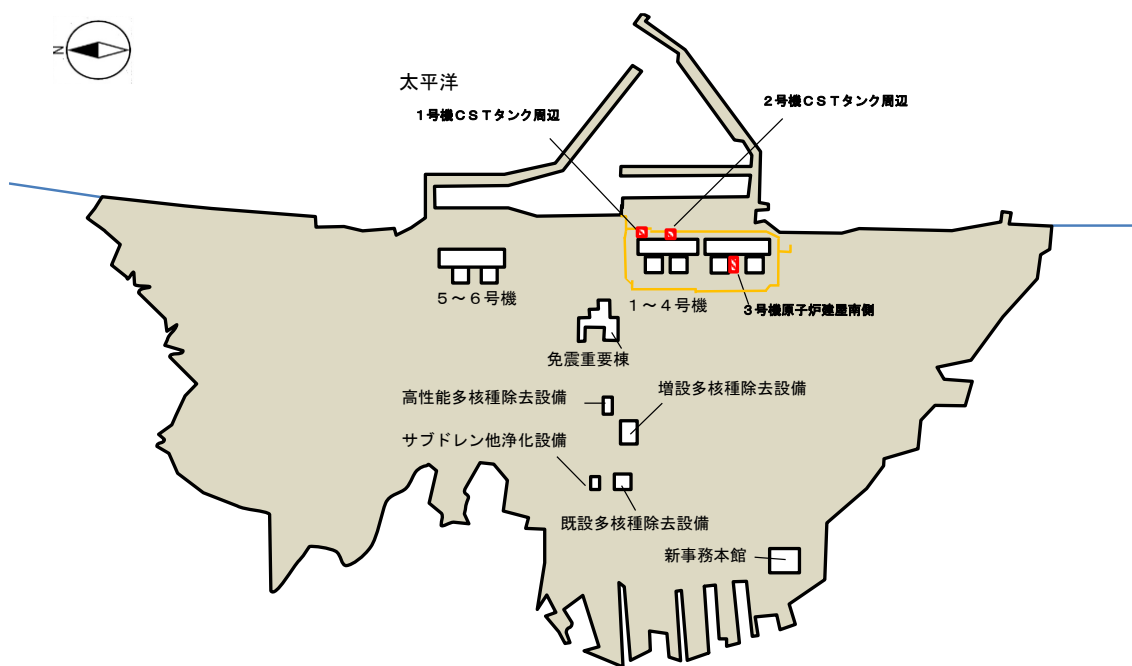 N
太平洋
1号機CSTタンク周辺
2号機CSTタンク周辺
5～6号機
1～4号機
3号機原子炉建屋南側
免震重要棟
高性能多核種除去設備
増設多核種除去設備
サブドレン他浄化設備
既設多核種除去設備
新事務本館